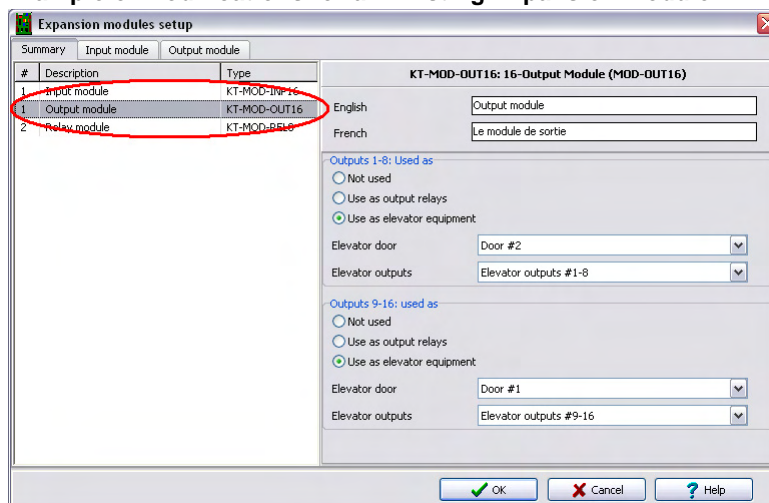 Expansion modules setup
Summary Input module Output module
# Description Type
1 Input module KT-MOD-INP16
1 Output module KT-MOD-OUT16
2 Relay module KT-MOD-REL8
KT-MOD-OUT16: 16-Output Module (MOD-OUT16)
English Output module
French Le module de sortie
Outputs 1-8: Used as
Not used
Use as output relays
Use as elevator equipment
Elevator door Door #2
Elevator outputs Elevator outputs #1-8
Outputs 9-16: used as
Not used
Use as output relays
Use as elevator equipment
Elevator door Door #1
Elevator outputs Elevator outputs #9-16
OK Cancel Help